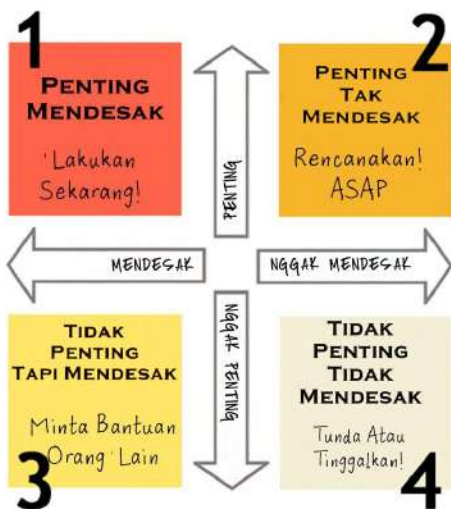 1
PENTING
MENDESAK
Lakukan
Sekarang!
2
PENTING
TAK
MENDESAK
Rencanakan!
ASAP
PENTING
MENDESAK
NGGAK MENDESAK
NGGAK PENTING
TIDAK
PENTING
TAPI MENDESAK
Minta Bantuan
Orang Lain
3
TIDAK
PENTING
TIDAK
MENDESAK
Tunda Atau
Tinggalkan!
4